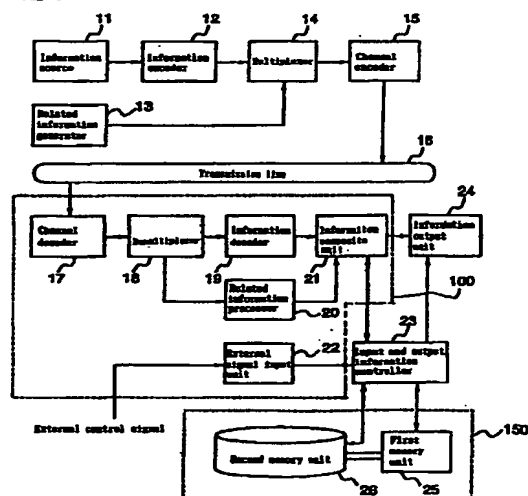 11
12
14
15
Information source
Information encoder
Multiplexer
Channel encoder
13
Related information generator
16
Transmission line
24
Channel decoder
Demultiplexer
Information decoder
Information composite unit
Information output unit
17
18
19
21
100
Related information processor
20
23
22
External signal input unit
Input and output information controller
External control signal
150
Second memory unit
First memory unit
26
25